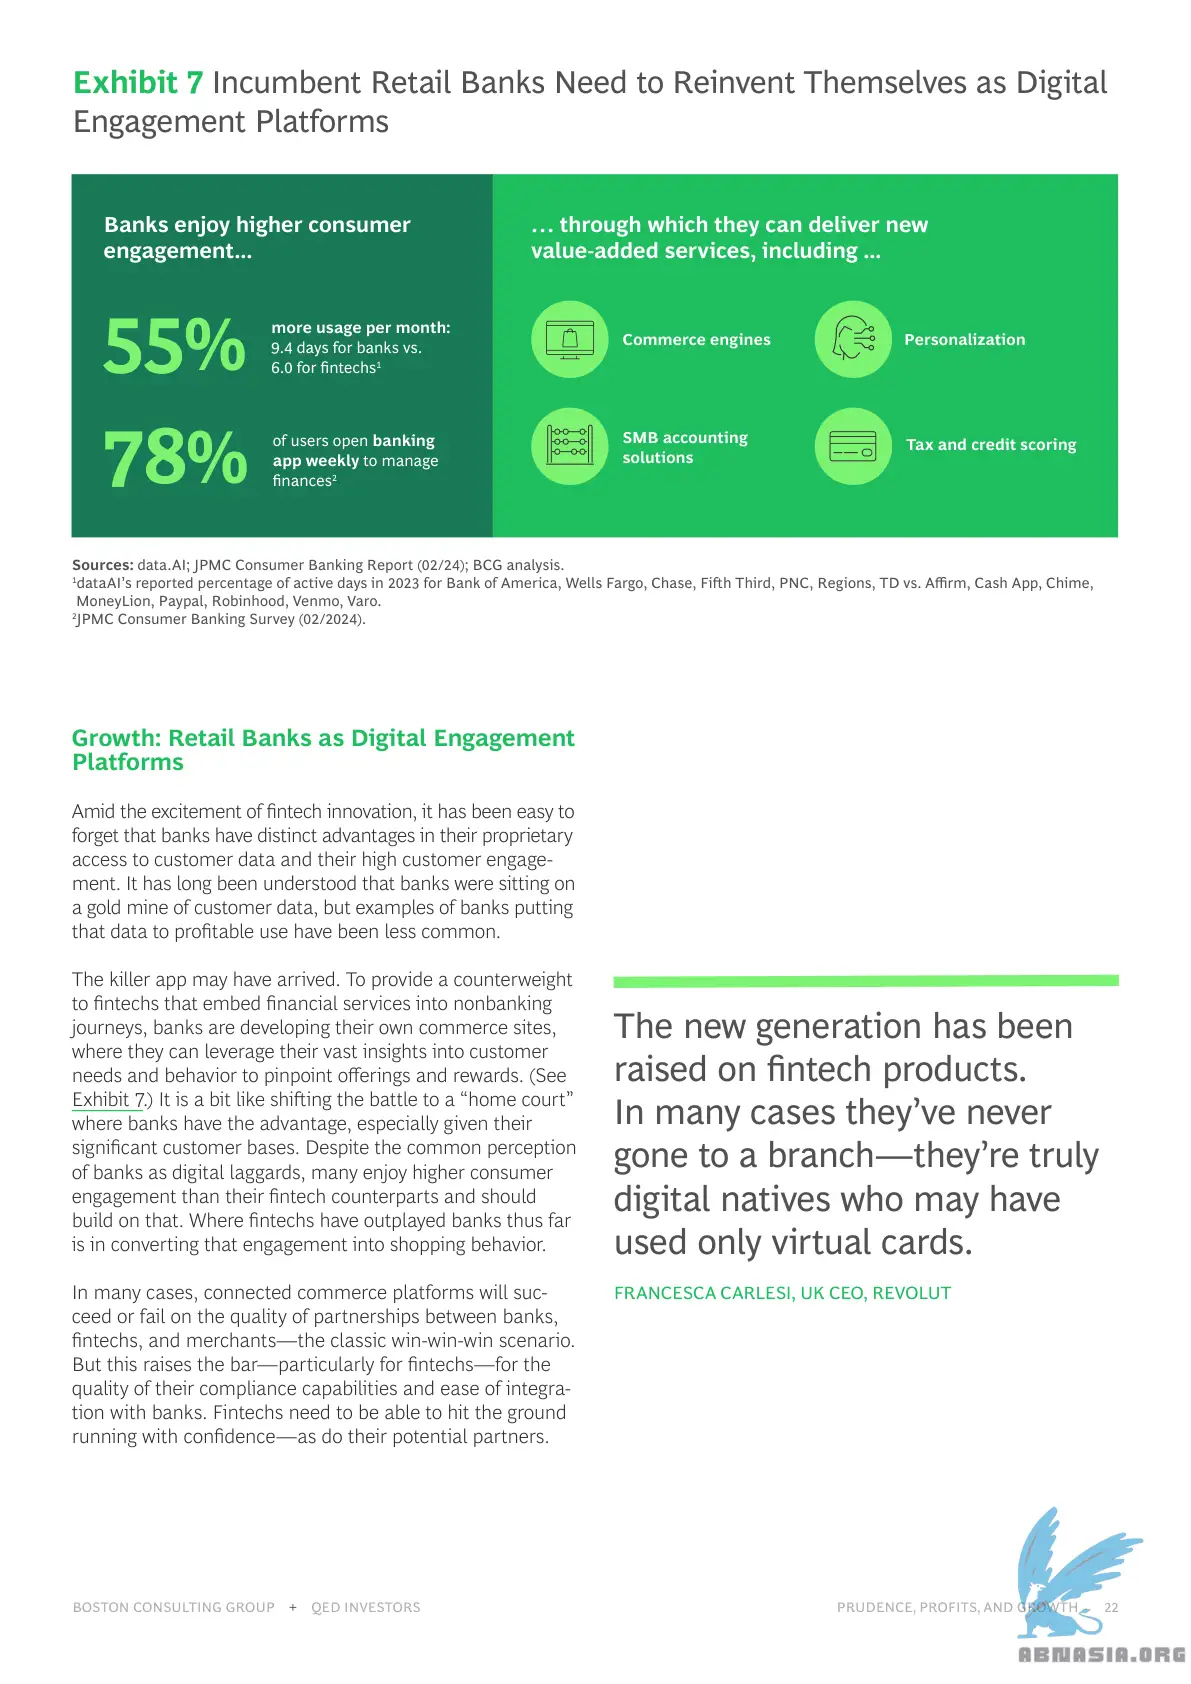 Exhibit 7 Incumbent Retail Banks Need to Reinvent Themselves as Digital
Engagement Platforms
Banks enjoy higher consumer
engagement...
55%
more usage per month:
9.4 days for banks vs.
6.0 for fintechs¹
78%
of users open banking
app weekly to manage
finances²
... through which they can deliver new
value-added services, including ...
Commerce engines
Personalization
SMB accounting
solutions
Tax and credit scoring
Sources: data.AI; JPMC Consumer Banking Report (02/24); BCG analysis.
¹dataAI's reported percentage of active days in 2023 for Bank of America, Wells Fargo, Chase, Fifth Third, PNC, Regions, TD vs. Affirm, Cash App, Chime,
MoneyLion, Paypal, Robinhood, Venmo, Varo.
²JPMC Consumer Banking Survey (02/2024).
Growth: Retail Banks as Digital Engagement
Platforms
Amid the excitement of fintech innovation, it has been easy to
forget that banks have distinct advantages in their proprietary
access to customer data and their high customer engage-
ment. It has long been understood that banks were sitting on
a gold mine of customer data, but examples of banks putting
that data to profitable use have been less common.
The killer app may have arrived. To provide a counterweight
to fintechs that embed financial services into nonbanking
journeys, banks are developing their own commerce sites,
where they can leverage their vast insights into customer
needs and behavior to pinpoint offerings and rewards. (See
Exhibit 7.) It is a bit like shifting the battle to a “home court”
where banks have the advantage, especially given their
significant customer bases. Despite the common perception
of banks as digital laggards, many enjoy higher consumer
engagement than their fintech counterparts and should
build on that. Where fintechs have outplayed banks thus far
is in converting that engagement into shopping behavior.
In many cases, connected commerce platforms will suc-
ceed or fail on the quality of partnerships between banks,
fintechs, and merchants—the classic win-win-win scenario.
But this raises the bar—particularly for fintechs—for the
quality of their compliance capabilities and ease of integra-
tion with banks. Fintechs need to be able to hit the ground
running with confidence—as do their potential partners.
The new generation has been
raised on fintech products.
In many cases they’ve never
gone to a branch—they’re truly
digital natives who may have
used only virtual cards.
FRANCESCA CARLESI, UK CEO, REVOLUT
BOSTON CONSULTING GROUP + QED INVESTORS
PRUDENCE, PROFITS, AND GROWTH 22
ABNASIA.ORG